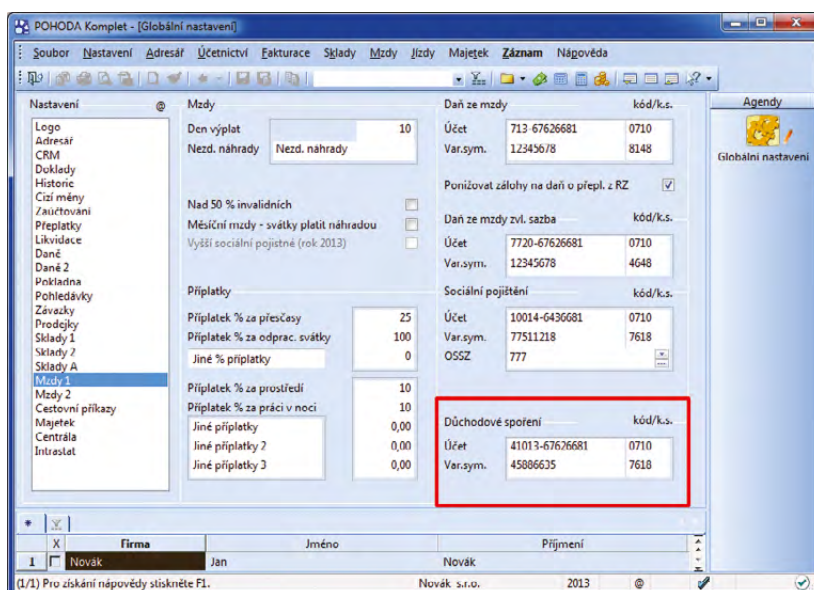 POHODA Komplet - [Globální nastavení]
Soubor Nastavení Adresář Účetnictví Fakturace Sklady Mzdy Jízdy Majetek Záznam Nápověda
Nastavení @
Logo
Adresář
CRM
Doklady
Historie
Cizí měny
Zaúčtování
Přeplatky
Likvidace
Daně
Daně 2
Pokladna
Pohledávky
Závazky
Prodejky
Sklady 1
Sklady 2
Sklady A
Mzdy 1
Mzdy 2
Cestovní příkazy
Majetek
Centrála
Intrastat
Mzdy
Den výplat 10
Nezd. náhrady Nezd. náhrady
Nad 50 % invalidních
Měsíční mzdy - svátky platit náhradou
Vyšší sociální pojistné (rok 2013)
Příplatky
Příplatek % za přesčasy 25
Příplatek % za odprac. svátky 100
Jiné % příplatky 0
Příplatek % za prostředí 10
Příplatek % za práci v noci 10
Jiné příplatky 0,00
Jiné příplatky 2 0,00
Jiné příplatky 3 0,00
Daň ze mzdy kód/k.s.
Účet 713-67626681 0710
Var.sym. 12345678 8148
Ponižovat zálohy na daň o přepl. z RZ
Daň ze mzdy zvl. sazba kód/k.s.
Účet 7720-67626681 0710
Var.sym. 12345678 4648
Sociální pojištění kód/k.s.
Účet 10014-6436681 0710
Var.sym. 77511218 7618
OSSZ 777
Důchodové spoření kód/k.s.
Účet 41013-67626681 0710
Var.sym. 45886635 7618
Agendy
Globální nastavení
X Firma Jméno Příjmení
1 Novák Jan Novák
(1/1) Pro získání nápovědy stiskněte F1. Novák s.r.o. 2013 @